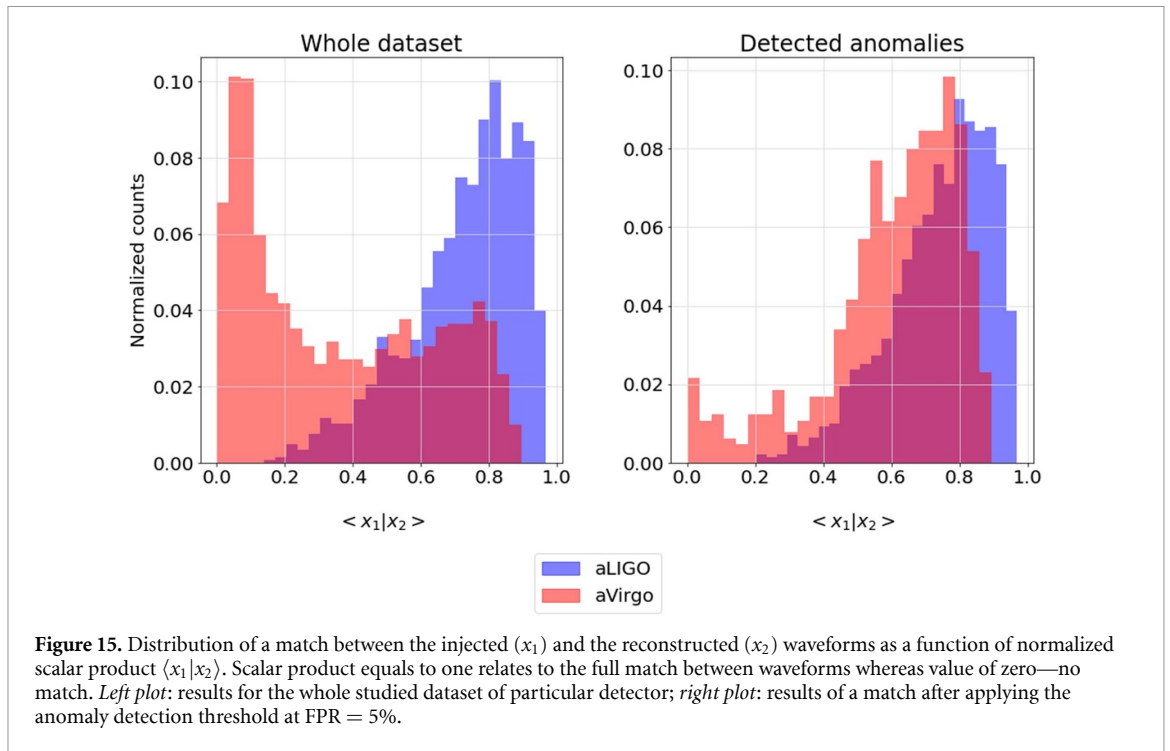 Whole dataset
Detected anomalies
Normalized counts
0.10
0.08
0.06
0.04
0.02
0.00
0.0 0.2 0.4 0.6 0.8 1.0
< x₁|x₂ >
0.10
0.08
0.06
0.04
0.02
0.00
0.0 0.2 0.4 0.6 0.8 1.0
< x₁|x₂ >
aLIGO
aVirgo
Figure 15. Distribution of a match between the injected (x₁) and the reconstructed (x₂) waveforms as a function of normalized
scalar product ⟨x₁|x₂⟩. Scalar product equals to one relates to the full match between waveforms whereas value of zero—no
match. Left plot: results for the whole studied dataset of particular detector; right plot: results of a match after applying the
anomaly detection threshold at FPR = 5%.